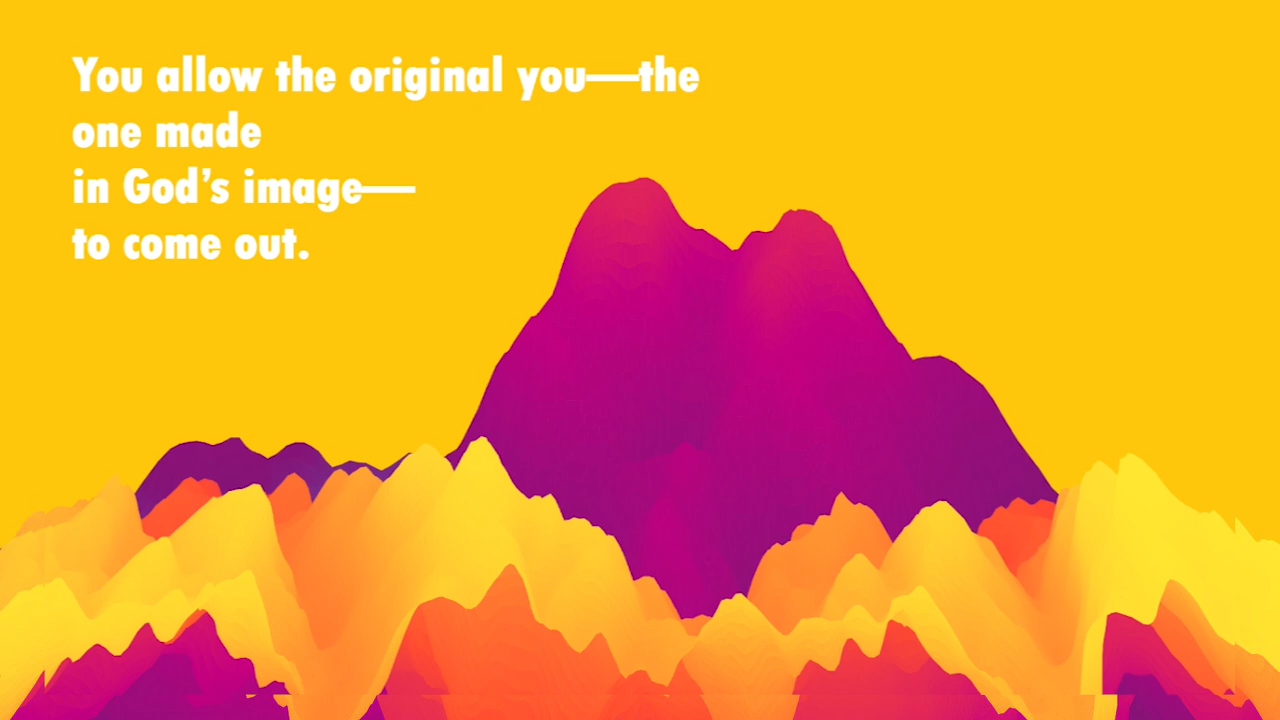 You allow the original you—the
one made
in God’s image—
to come out.